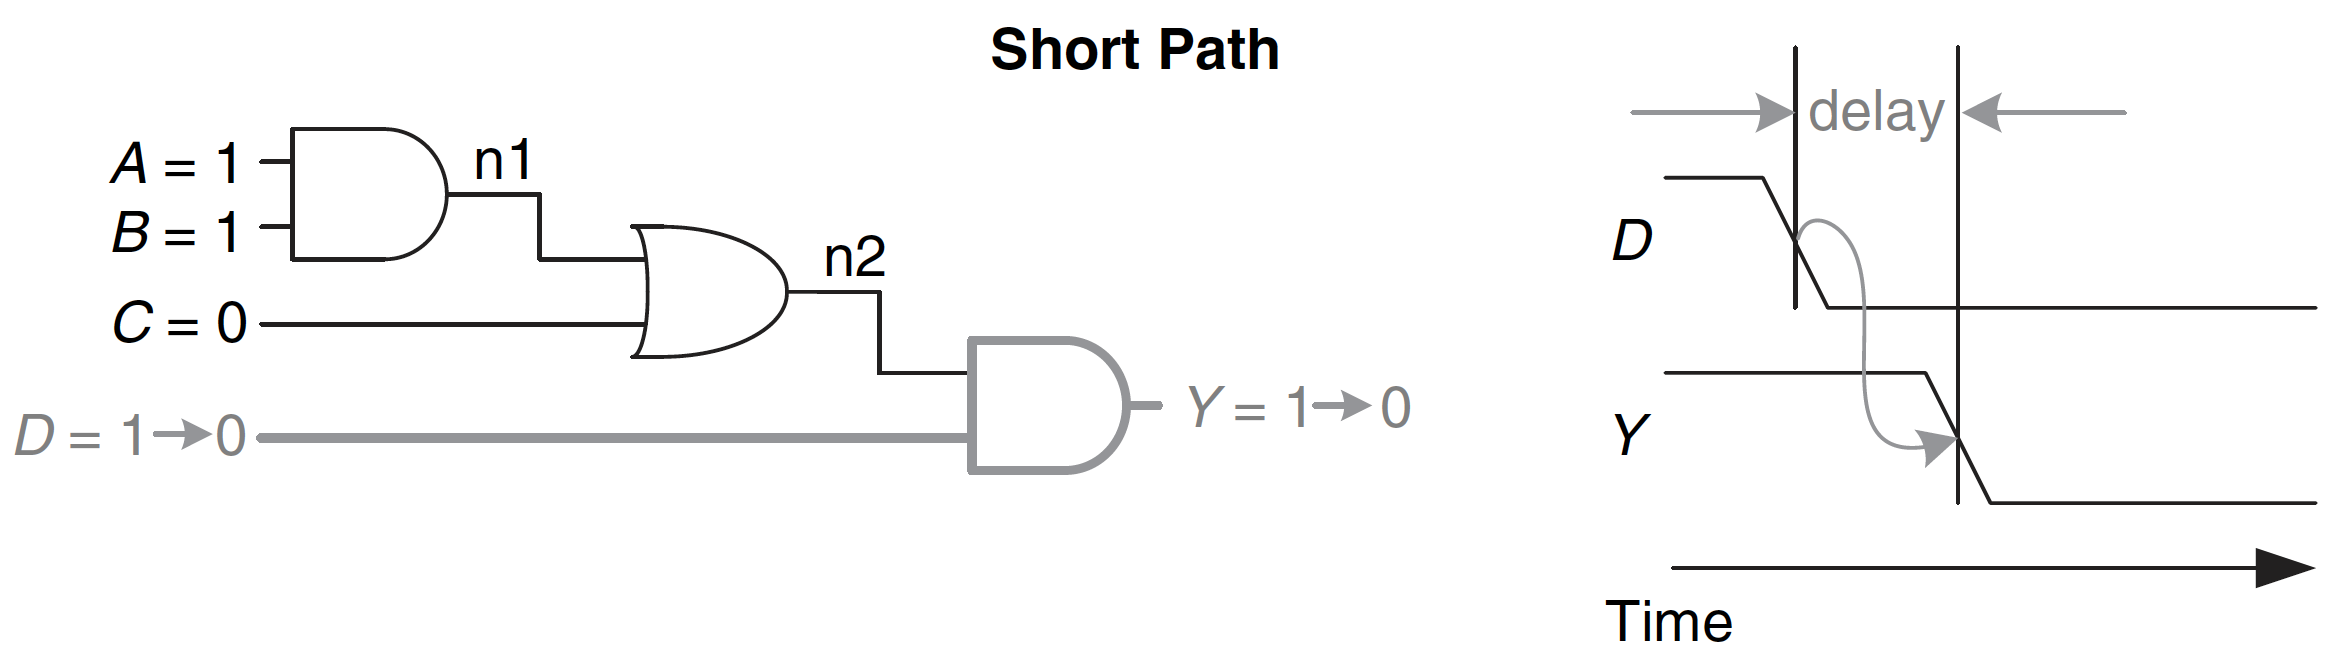 Short Path
A = 1
B = 1
C = 0
D = 1→0
n1
n2
Y = 1→0
delay
D
Y
Time